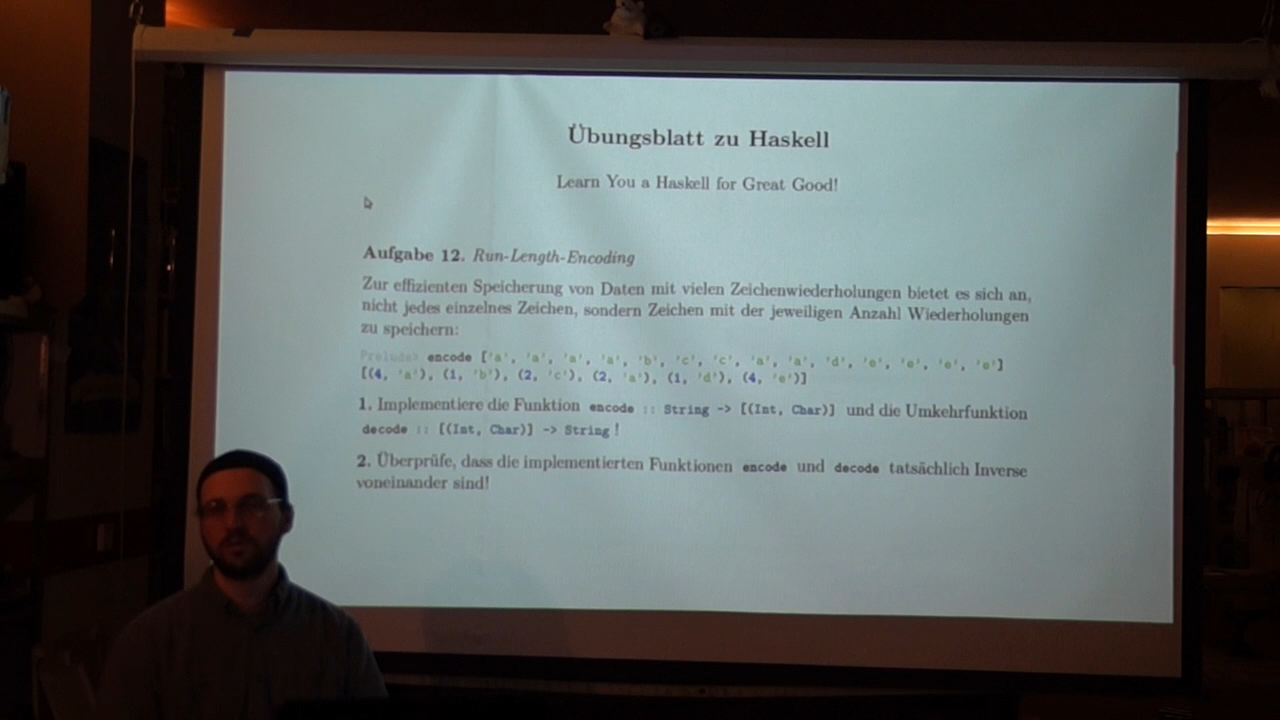 Übungsblatt zu Haskell
Learn You a Haskell for Great Good!
Aufgabe 12. Run-Length-Encoding
Zur effizienten Speicherung von Daten mit vielen Zeichenwiederholungen bietet es sich an,
nicht jedes einzelnes Zeichen, sondern Zeichen mit der jeweiligen Anzahl Wiederholungen
zu speichern:
Prelude> encode ['a', 'a', 'a', 'a', 'b', 'c', 'c', 'a', 'a', 'd', 'e', 'e', 'e', 'e']
[(4, 'a'), (1, 'b'), (2, 'c'), (2, 'a'), (1, 'd'), (4, 'e')]
1. Implementiere die Funktion encode :: String -> [(Int, Char)] und die Umkehrfunktion
decode :: [(Int, Char)] -> String !
2. Überprüfe, dass die implementierten Funktionen encode und decode tatsächlich Inverse
voneinander sind!